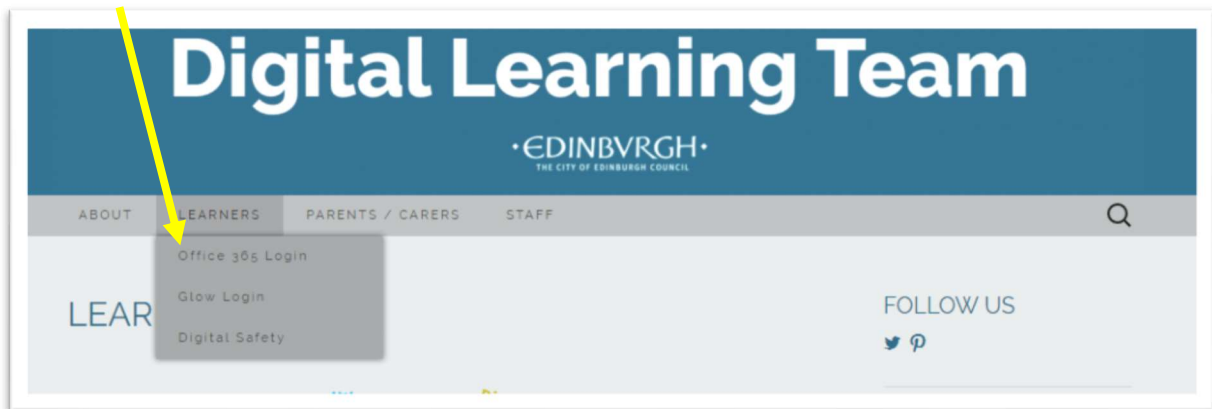 Digital Learning Team
•EDINBVRGH•
THE CITY OF EDINBURGH COUNCIL
ABOUT LEARNERS PARENTS / CARERS STAFF
Office 365 Login
Glow Login
Digital Safety
LEAR
FOLLOW US